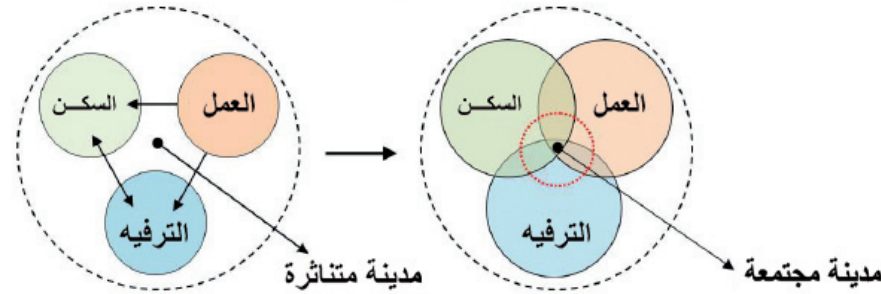 السكـن
العمل
الترفيه
مدينة متناثرة
السكـن
العمل
الترفيه
مدينة مجتمعة